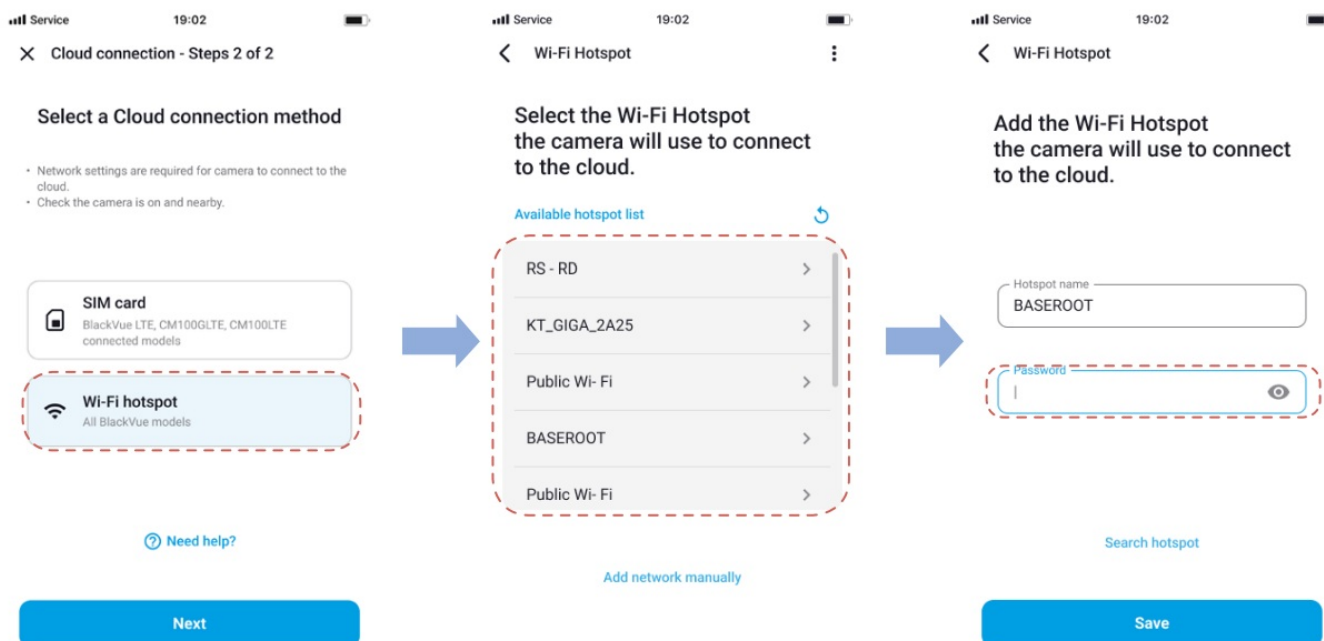 Service 19:02
Cloud connection - Steps 2 of 2
Select a Cloud connection method
• Network settings are required for camera to connect to the
cloud.
• Check the camera is on and nearby.
SIM card
BlackVue LTE, CM100GLTE, CM100LTE
connected models
Wi-Fi hotspot
All BlackVue models
Need help?
Next
Service 19:02
Wi-Fi Hotspot
Select the Wi-Fi Hotspot
the camera will use to connect
to the cloud.
Available hotspot list
RS - RD
KT_GIGA_2A25
Public Wi- Fi
BASEROOT
Public Wi- Fi
Add network manually
Service 19:02
Wi-Fi Hotspot
Add the Wi-Fi Hotspot
the camera will use to connect
to the cloud.
Hotspot name
BASEROOT
Password
Search hotspot
Save